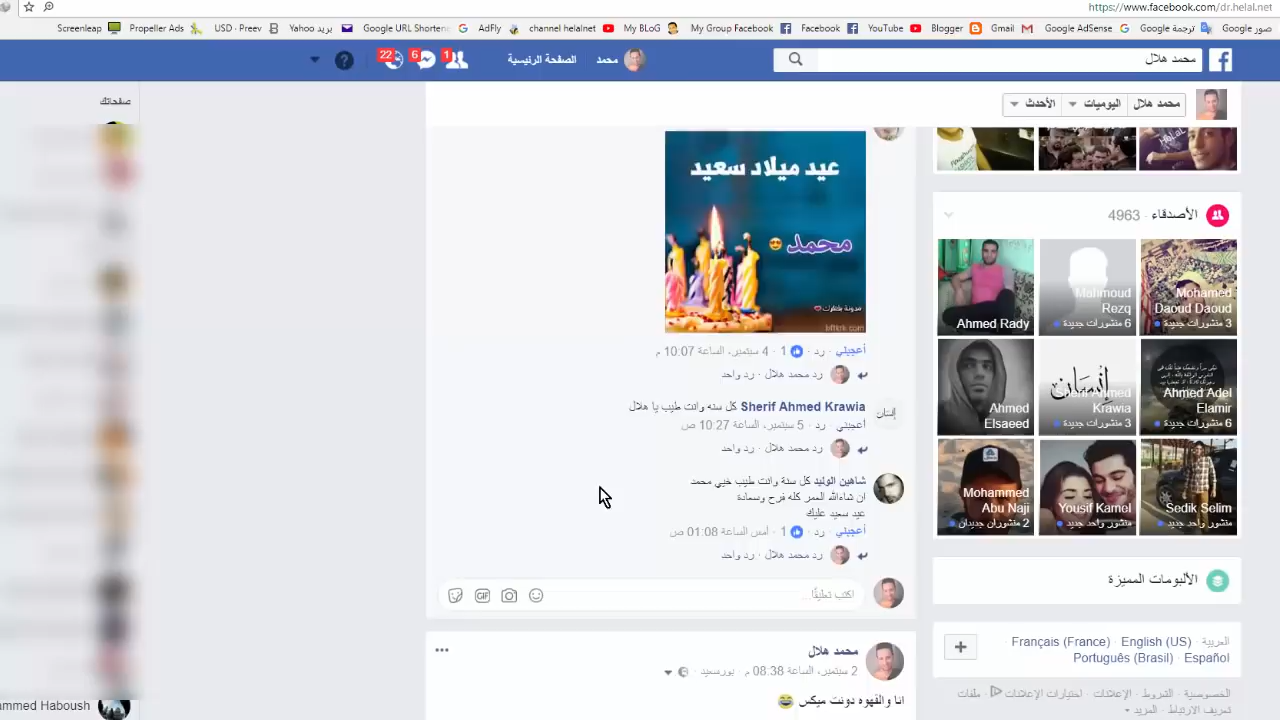 https://www.facebook.com/dr.helal.net
Screenleap
Propeller Ads
USD - Preev
ياهو بريد
Google URL Shortene
AdFly
channel helalnet
My BLoG
My Group Facebook
Facebook
YouTube
Blogger
Gmail
Google AdSense
ترجمة Google
صور Google
محمد هلال
محمد
الصفحة الرئيسية
1
6
22
صفحاتك
محمد هلال
اليوميات
الأحدث
عيد ميلاد سعيد
محمد
أعجبني · رد · 1 · 4 سبتمبر، الساعة 10:07 م
رد محمد هلال · رد واحد
Sherif Ahmed Krawia كل سنه وانت طيب يا هلال
أعجبني · رد · 5 سبتمبر، الساعة 10:27 ص
رد محمد هلال · رد واحد
شاهين الوليد كل سنة وانت طيب خيي محمد
ان شاءالله العمر كله فرح وسعادة
عيد سعيد عليك
أعجبني · رد · 1 · أمس الساعة 01:08 ص
رد محمد هلال · رد واحد
اكتب تعليقًا...
GIF
محمد هلال
2 سبتمبر، الساعة 08:38 م · بورسعيد
انا والقهوه دونت ميكس
الأصدقاء · 4963
Mohamed Daoud Daoud
3 منشورات جديدة
Mahmoud Rezq
6 منشورات جديدة
Ahmed Rady
Ahmed Adel Elamir
6 منشورات جديدة
إنسان
Sherif Ahmed Krawia
3 منشورات جديدة
Ahmed Elsaeed
Sedik Selim
منشور واحد جديد
Yousif Kamel
منشور واحد جديد
Mohammed Abu Naji
2 منشوران جديدان
الألبومات المميزة
العربية · English (US) · Français (France) ·
Español · Português (Brasil)
+
الخصوصية · الشروط · الإعلانات · اختيارات الإعلانات · ملفات
تعريف الارتباط · المزيد
ammed Haboush